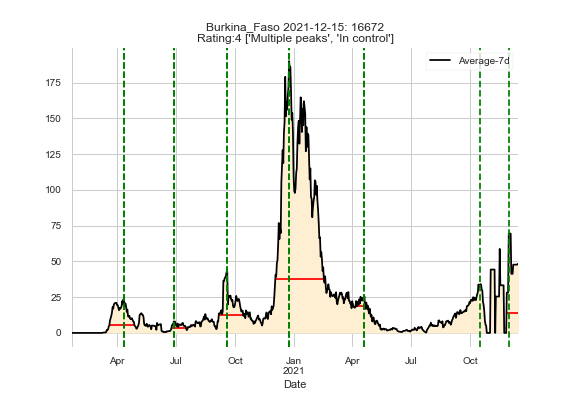 Burkina_Faso 2021-12-15: 16672
Rating:4 ['Multiple peaks', 'In control']
Average-7d
175
150
125
100
75
50
25
0
Apr Jul Oct Jan Apr Jul Oct
2021
Date